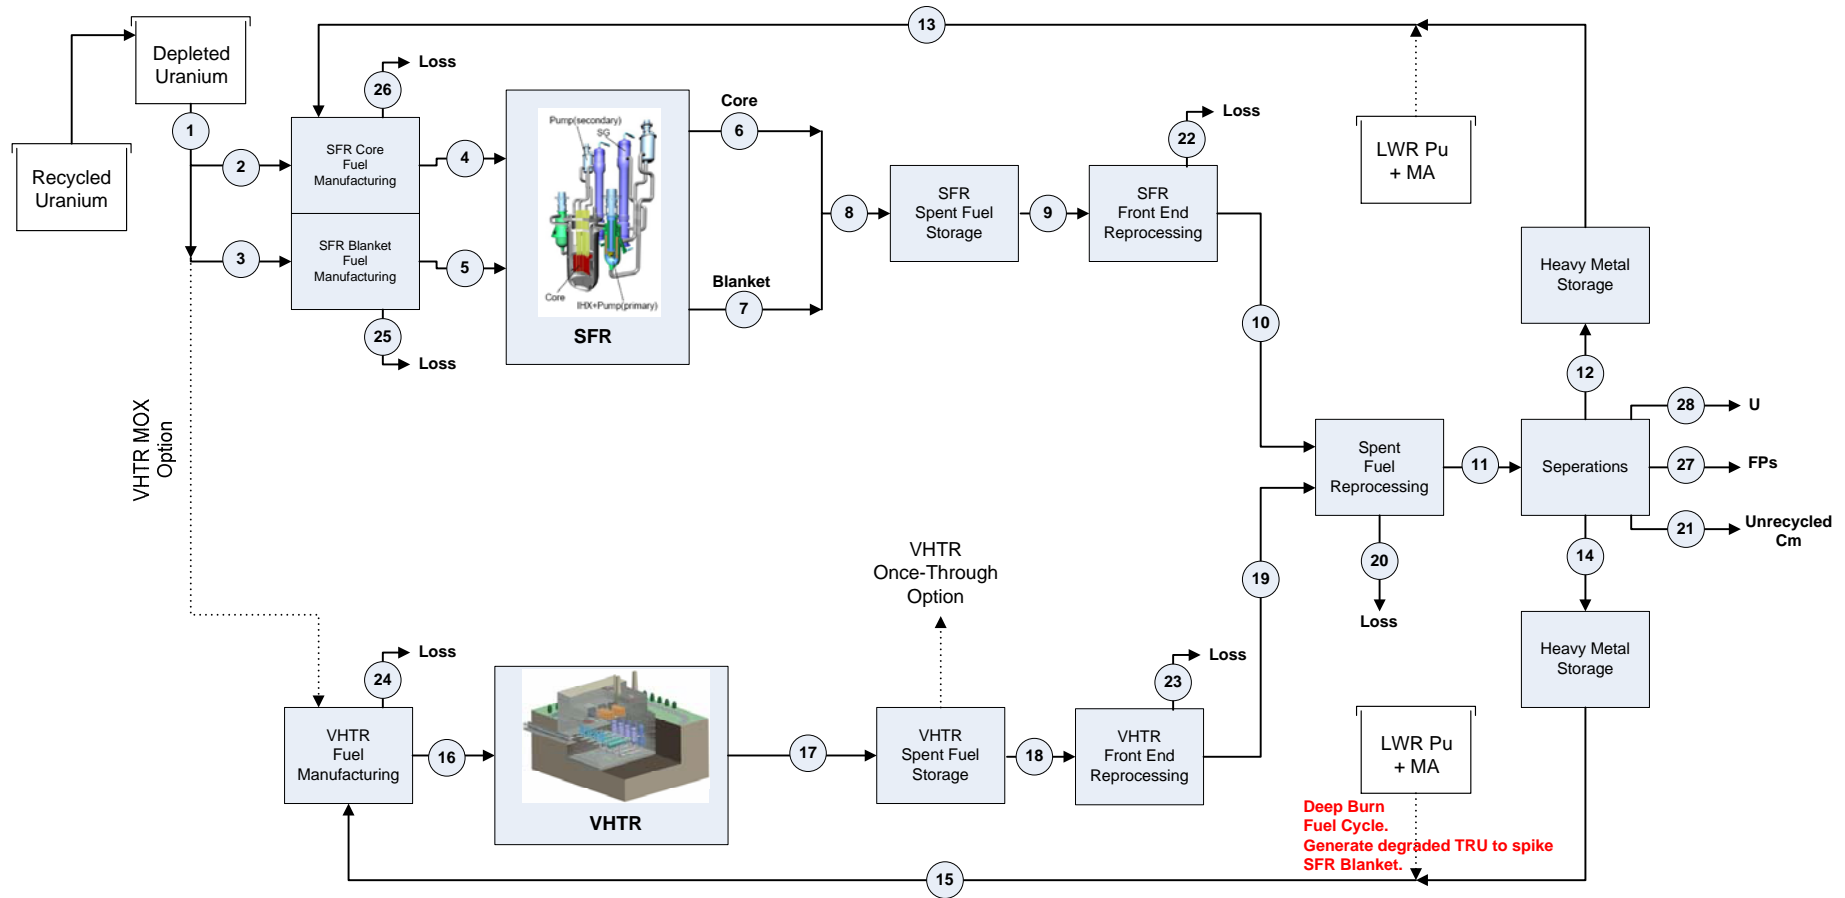 13
Depleted
Uranium
Loss
26
1
Recycled
Uranium
2
SFR Core
Fuel
Manufacturing
4
Pump(secondary)
SG
Core
IHX+Pump(primary)
SFR
Core
6
Loss
22
LWR Pu
+ MA
3
SFR Blanket
Fuel
Manufacturing
5
8
SFR
Spent Fuel
Storage
9
SFR
Front End
Reprocessing
Blanket
7
Heavy Metal
Storage
25
Loss
10
12
VHTR MOX
Option
28
U
Spent
Fuel
Reprocessing
11
Seperations
27
FPs
21
Unrecycled
Cm
20
Loss
14
VHTR
Once-Through
Option
19
Loss
24
Loss
23
Heavy Metal
Storage
VHTR
Fuel
Manufacturing
16
VHTR
17
VHTR
Spent Fuel
Storage
18
VHTR
Front End
Reprocessing
LWR Pu
+ MA
Deep Burn
Fuel Cycle.
Generate degraded TRU to spike
SFR Blanket.
15